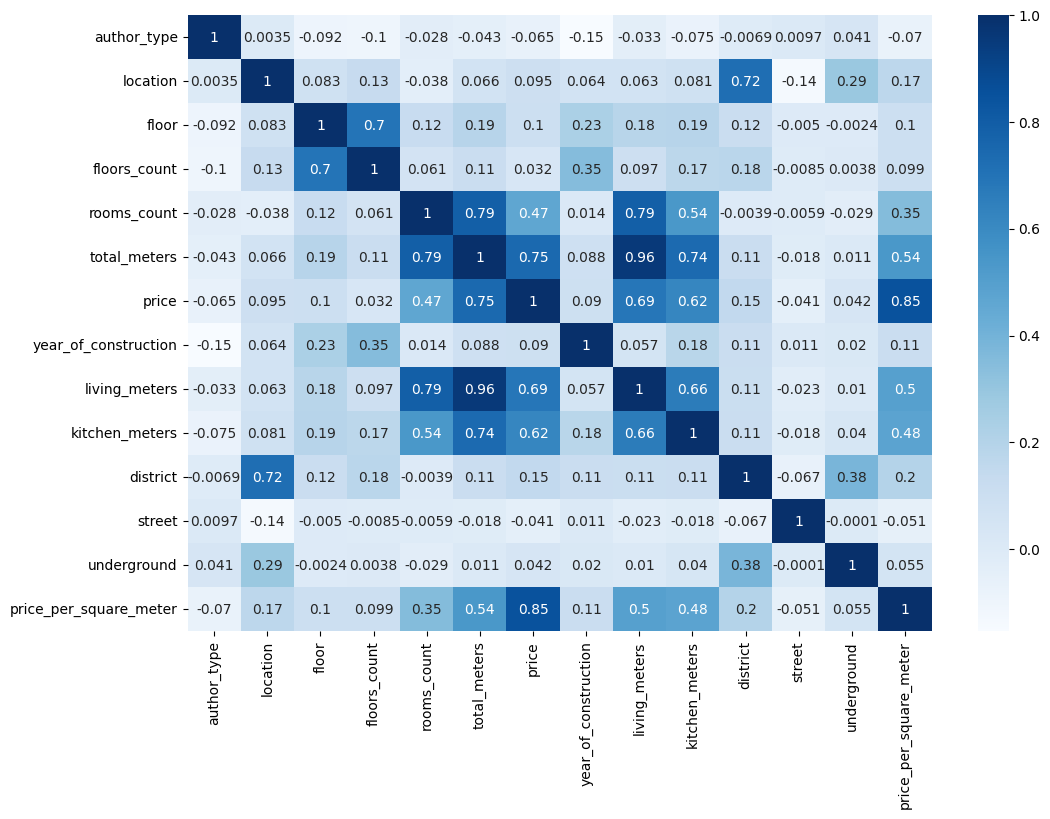 author_type 1 0.0035 -0.092 -0.1 -0.028 -0.043 -0.065 -0.15 -0.033 -0.075 -0.0069 0.0097 0.041 -0.07
location 0.0035 1 0.083 0.13 -0.038 0.066 0.095 0.064 0.063 0.081 0.72 -0.14 0.29 0.17
floor -0.092 0.083 1 0.7 0.12 0.19 0.1 0.23 0.18 0.19 0.12 -0.005 -0.0024 0.1
floors_count -0.1 0.13 0.7 1 0.061 0.11 0.032 0.35 0.097 0.17 0.18 -0.0085 0.0038 0.099
rooms_count -0.028 -0.038 0.12 0.061 1 0.79 0.47 0.014 0.79 0.54 -0.0039 -0.0059 -0.029 0.35
total_meters -0.043 0.066 0.19 0.11 0.79 1 0.75 0.088 0.96 0.74 0.11 -0.018 0.011 0.54
price -0.065 0.095 0.1 0.032 0.47 0.75 1 0.09 0.69 0.62 0.15 -0.041 0.042 0.85
year_of_construction -0.15 0.064 0.23 0.35 0.014 0.088 0.09 1 0.057 0.18 0.11 0.011 0.02 0.11
living_meters -0.033 0.063 0.18 0.097 0.79 0.96 0.69 0.057 1 0.66 0.11 -0.023 0.01 0.5
kitchen_meters -0.075 0.081 0.19 0.17 0.54 0.74 0.62 0.18 0.66 1 0.11 -0.018 0.04 0.48
district -0.0069 0.72 0.12 0.18 -0.0039 0.11 0.15 0.11 0.11 0.11 1 -0.067 0.38 0.2
street 0.0097 -0.14 -0.005 -0.0085 -0.0059 -0.018 -0.041 0.011 -0.023 -0.018 -0.067 1 -0.0001 -0.051
underground 0.041 0.29 -0.0024 0.0038 -0.029 0.011 0.042 0.02 0.01 0.04 0.38 -0.0001 1 0.055
price_per_square_meter -0.07 0.17 0.1 0.099 0.35 0.54 0.85 0.11 0.5 0.48 0.2 -0.051 0.055 1
author_type
location
floor
floors_count
rooms_count
total_meters
price
year_of_construction
living_meters
kitchen_meters
district
street
underground
price_per_square_meter
1.0
0.8
0.6
0.4
0.2
0.0